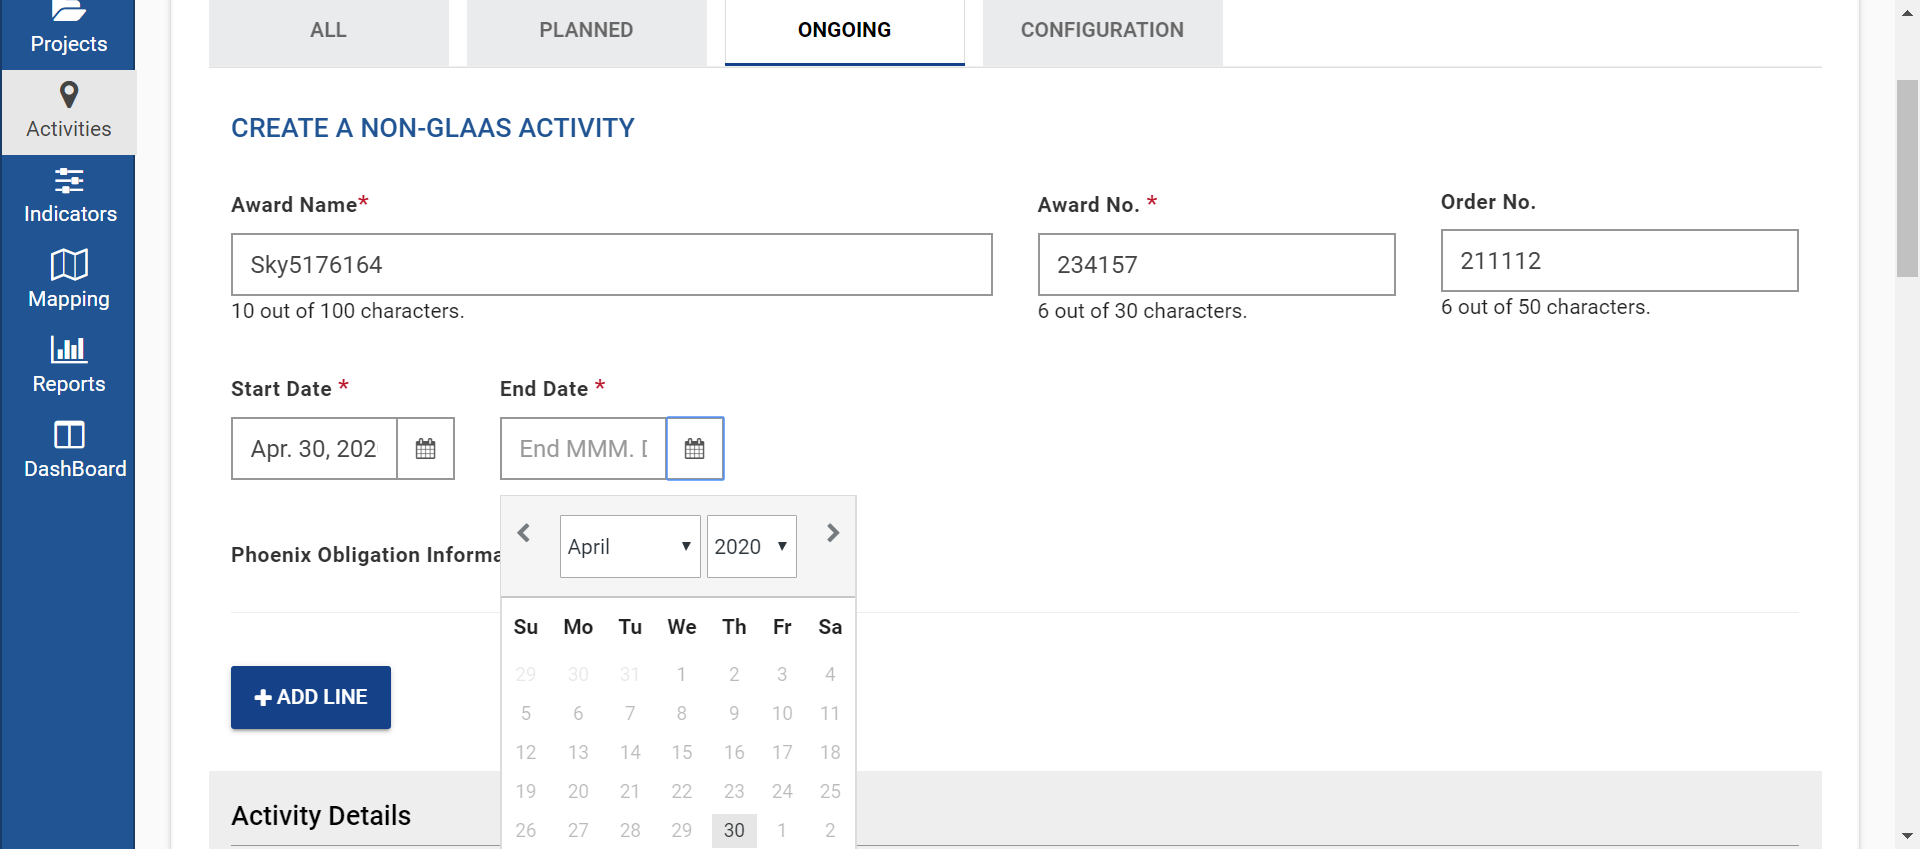 Projects
Activities
Indicators
Mapping
Reports
DashBoard
ALL
PLANNED
ONGOING
CONFIGURATION
CREATE A NON-GLAAS ACTIVITY
Award Name*
Sky5176164
10 out of 100 characters.
Award No. *
234157
6 out of 30 characters.
Order No.
211112
6 out of 50 characters.
Start Date *
Apr. 30, 202
End Date *
End MMM. D
Phoenix Obligation Informa
April
2020
Su Mo Tu We Th Fr Sa
29 30 31 1 2 3 4
5 6 7 8 9 10 11
12 13 14 15 16 17 18
19 20 21 22 23 24 25
26 27 28 29 30 1 2
ADD LINE
Activity Details